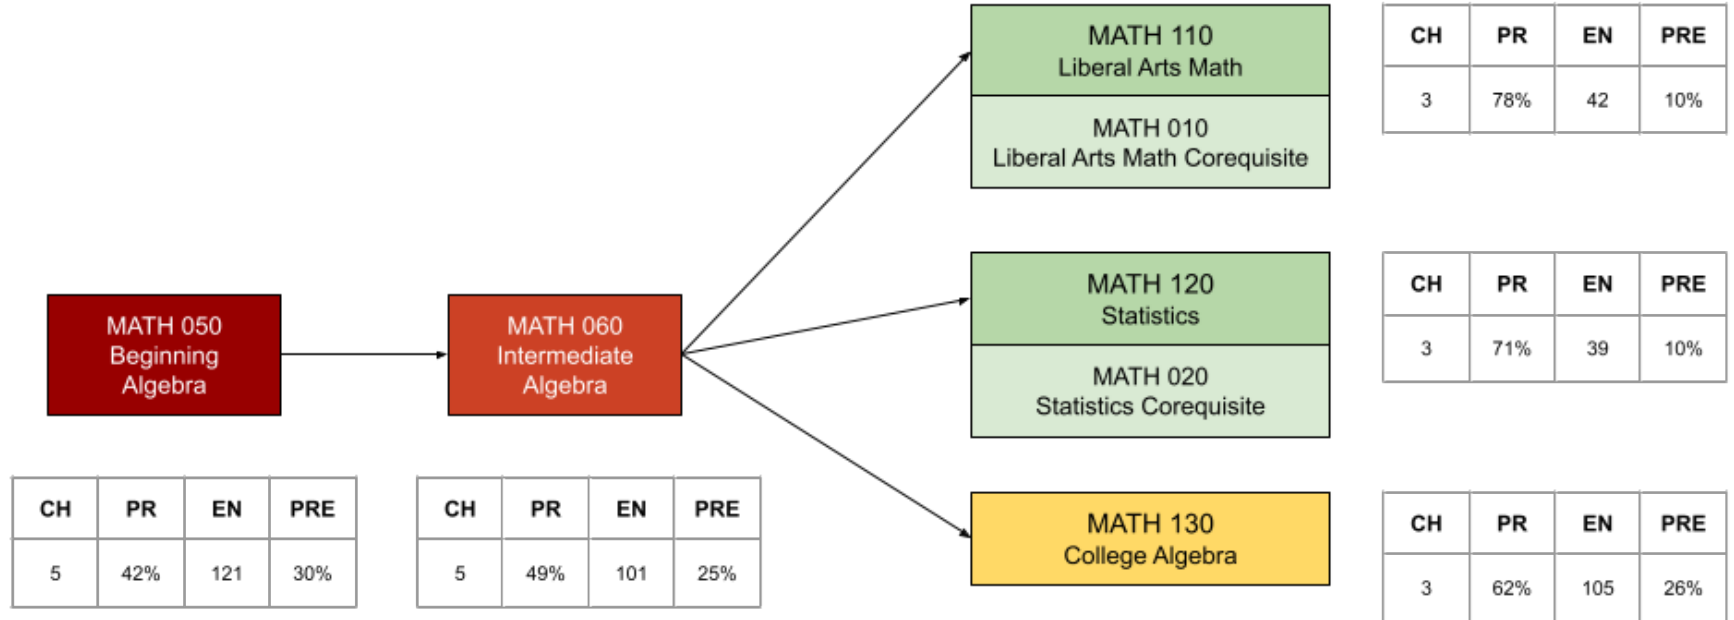 MATH 110
Liberal Arts Math
MATH 010
Liberal Arts Math Corequisite
CH PR EN PRE
3 78% 42 10%
MATH 120
Statistics
MATH 020
Statistics Corequisite
CH PR EN PRE
3 71% 39 10%
MATH 050
Beginning
Algebra
MATH 060
Intermediate
Algebra
CH PR EN PRE
5 42% 121 30%
CH PR EN PRE
5 49% 101 25%
MATH 130
College Algebra
CH PR EN PRE
3 62% 105 26%